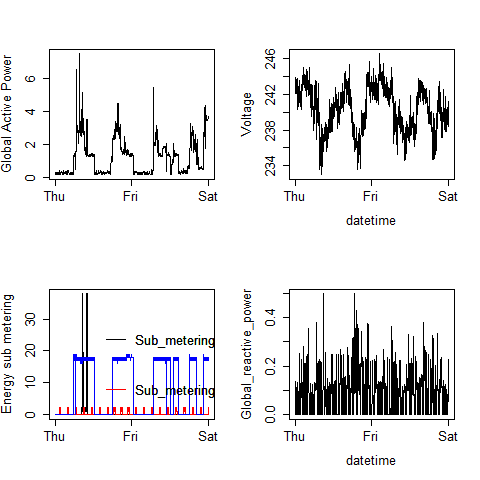 Global Active Power
0 2 4 6
Thu Fri Sat
Voltage
234 238 242 246
Thu Fri Sat
datetime
Energy sub metering
0 10 20 30
Sub_metering
Sub_metering
Thu Fri Sat
Global_reactive_power
0.0 0.2 0.4
Thu Fri Sat
datetime